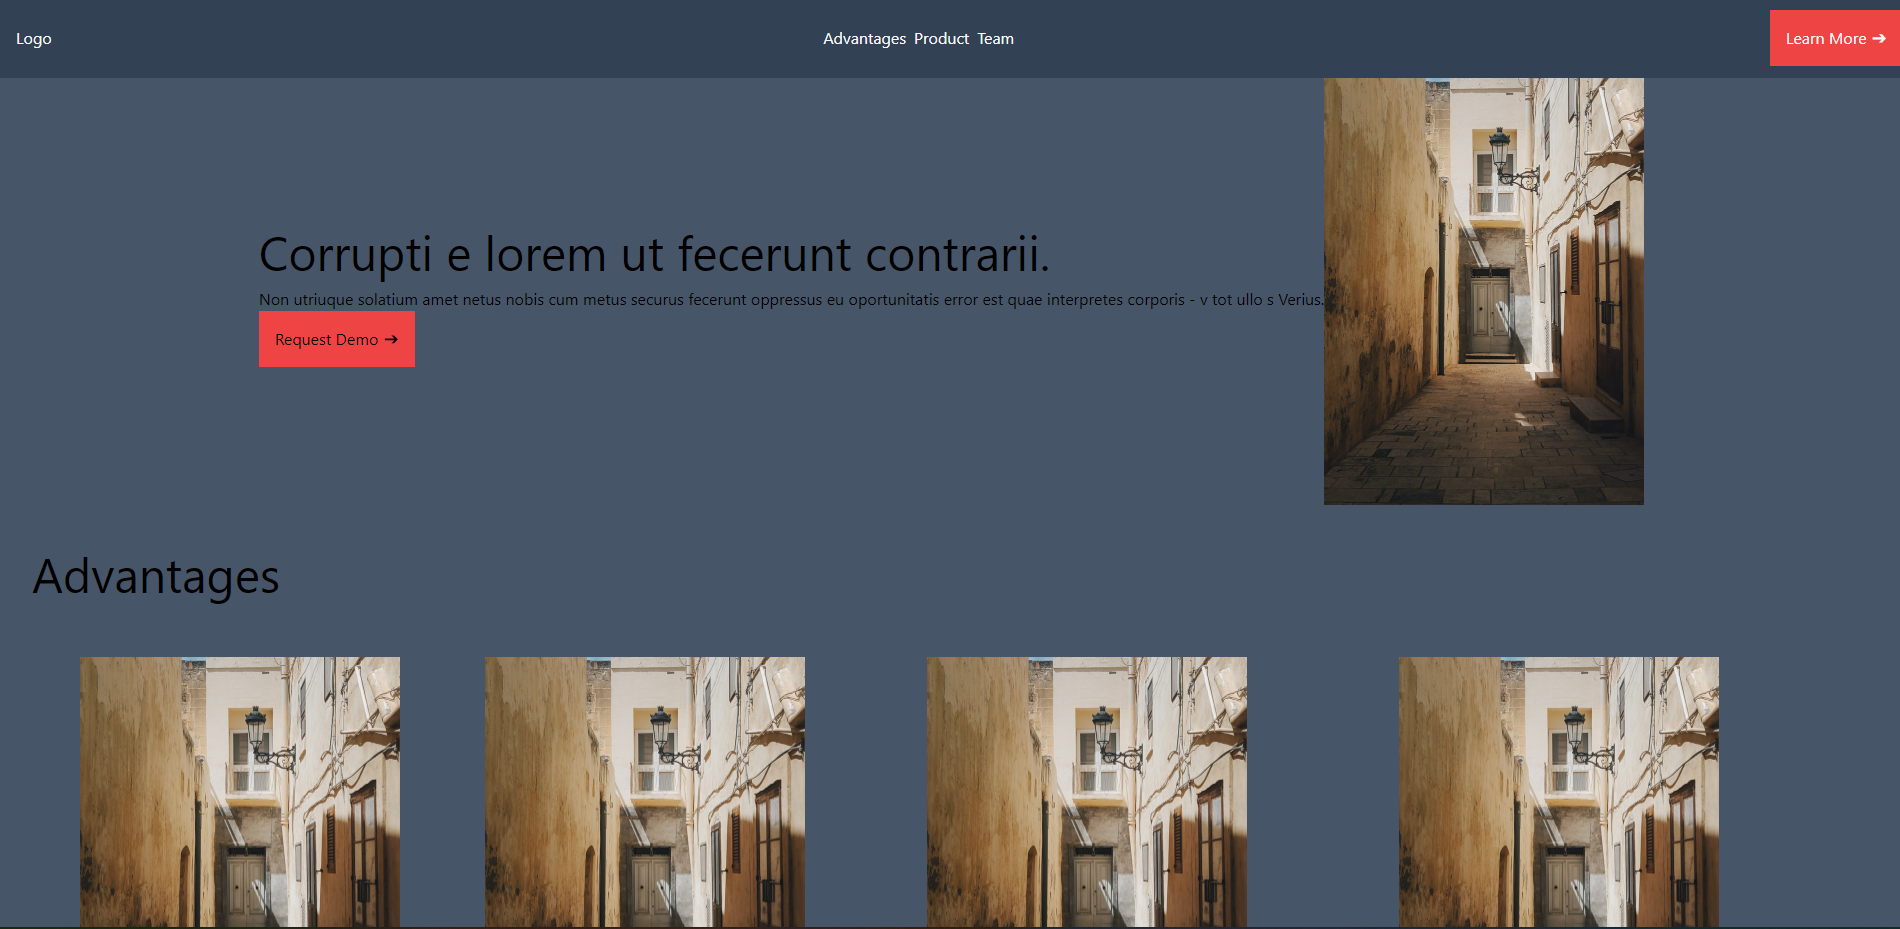 Logo
Advantages Product Team
Learn More ➔
Corrupti e lorem ut fecerunt contrarii.
Non utriuque solatium amet netus nobis cum metus securus fecerunt oppressus eu oportunitatis error est quae interpretes corporis - v tot ullo s Verius.
Request Demo ➔
Advantages